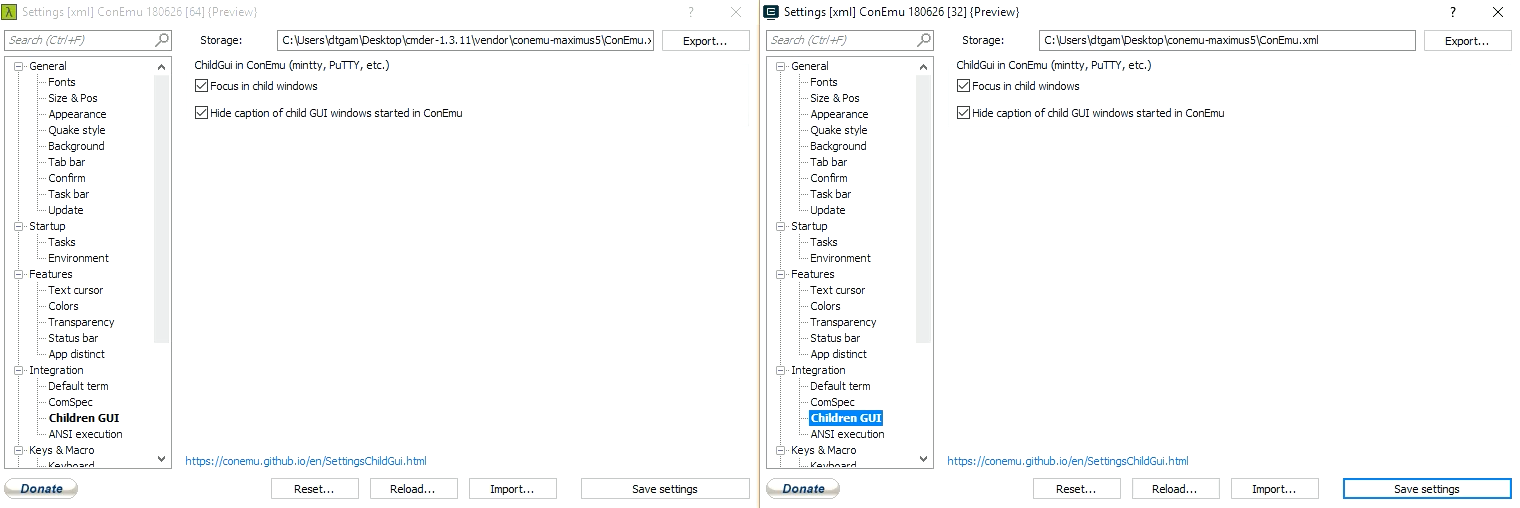 Settings [xml] ConEmu 180626 [64] {Preview}
?
Search (Ctrl+F)
Storage:
C:\Users\dtgam\Desktop\cmder-1.3.11\vendor\conemu-maximus5\ConEmu.x
Export...
General
Fonts
Size & Pos
Appearance
Quake style
Background
Tab bar
Confirm
Task bar
Update
Startup
Tasks
Environment
Features
Text cursor
Colors
Transparency
Status bar
App distinct
Integration
Default term
ComSpec
Children GUI
ANSI execution
Keys & Macro
Keyboard
ChildGui in ConEmu (mintty, PuTTY, etc.)
Focus in child windows
Hide caption of child GUI windows started in ConEmu
https://conemu.github.io/en/SettingsChildGui.html
Donate
Reset...
Reload...
Import...
Save settings
Settings [xml] ConEmu 180626 [32] {Preview}
?
Search (Ctrl+F)
Storage:
C:\Users\dtgam\Desktop\conemu-maximus5\ConEmu.xml
Export...
General
Fonts
Size & Pos
Appearance
Quake style
Background
Tab bar
Confirm
Task bar
Update
Startup
Tasks
Environment
Features
Text cursor
Colors
Transparency
Status bar
App distinct
Integration
Default term
ComSpec
Children GUI
ANSI execution
Keys & Macro
Keyboard
ChildGui in ConEmu (mintty, PuTTY, etc.)
Focus in child windows
Hide caption of child GUI windows started in ConEmu
https://conemu.github.io/en/SettingsChildGui.html
Donate
Reset...
Reload...
Import...
Save settings